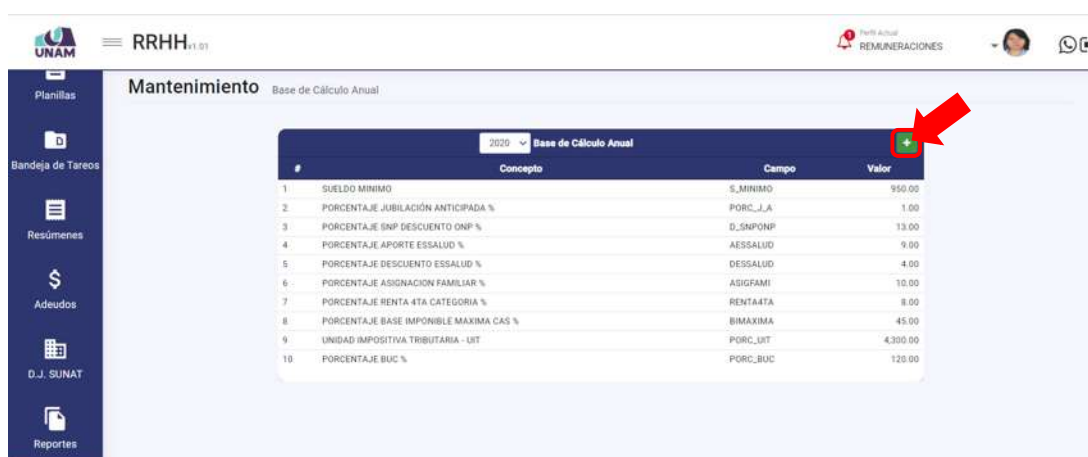 UNAM
RRHH v1.01
Perfil Actual
REMUNERACIONES
Planillas
Bandeja de Tareos
Resúmenes
Adeudos
D.J. SUNAT
Reportes
Mantenimiento Base de Cálculo Anual
2020 Base de Cálculo Anual +
# Concepto Campo Valor
1 SUELDO MINIMO S_MINIMO 950.00
2 PORCENTAJE JUBILACIÓN ANTICIPADA % PORC_J_A 1.00
3 PORCENTAJE SNP DESCUENTO ONP % D_SNPONP 13.00
4 PORCENTAJE APORTE ESSALUD % AESSALUD 9.00
5 PORCENTAJE DESCUENTO ESSALUD % DESSALUD 4.00
6 PORCENTAJE ASIGNACION FAMILIAR % ASIGFAMI 10.00
7 PORCENTAJE RENTA 4TA CATEGORIA % RENTA4TA 8.00
8 PORCENTAJE BASE IMPONIBLE MAXIMA CAS % BIMAXIMA 45.00
9 UNIDAD IMPOSITIVA TRIBUTARIA - UIT PORC_UIT 4,300.00
10 PORCENTAJE BUC % PORC_BUC 120.00